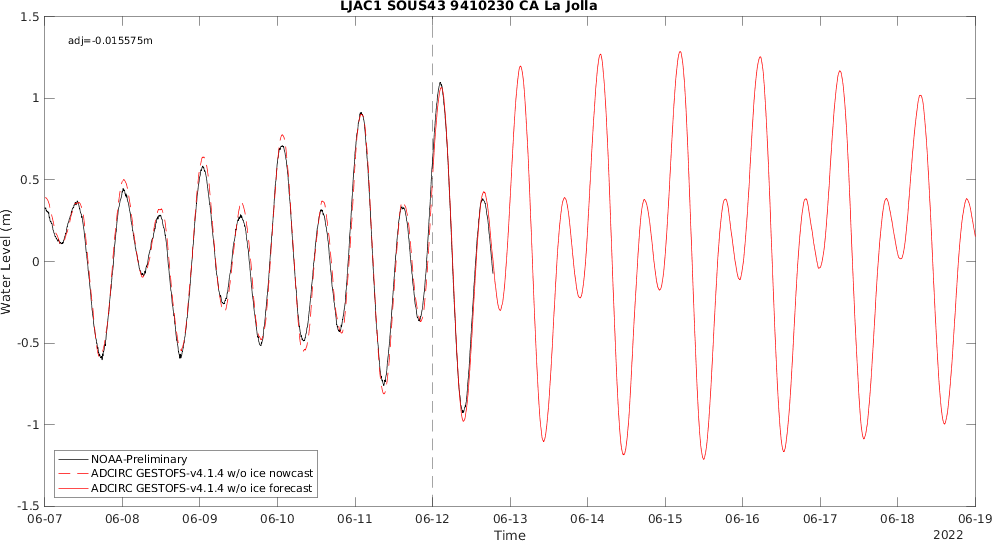 LJAC1 SOUS43 9410230 CA La Jolla
adj=-0.015575m
1.5
1
0.5
0
-0.5
-1
-1.5
Water Level (m)
NOAA-Preliminary
ADCIRC GESTOFS-v4.1.4 w/o ice nowcast
ADCIRC GESTOFS-v4.1.4 w/o ice forecast
06-07 06-08 06-09 06-10 06-11 06-12 06-13 06-14 06-15 06-16 06-17 06-18 06-19
Time
2022